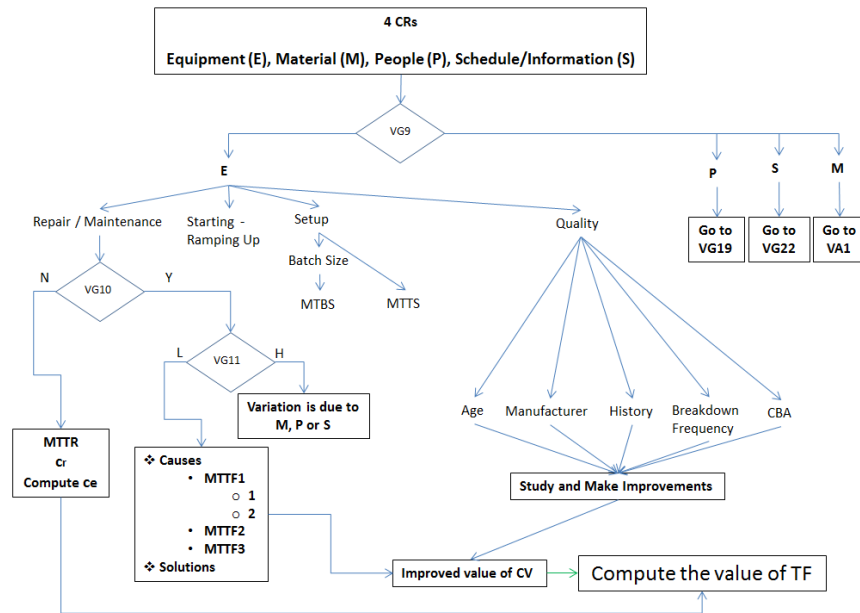 4 CRs
Equipment (E), Material (M), People (P), Schedule/Information (S)
VG9
E
P
S
M
Repair / Maintenance
Starting -
Ramping Up
Setup
Quality
Go to
VG19
Go to
VG22
Go to
VA1
Batch Size
N
VG10
Y
MTBS
MTTS
L
VG11
H
Variation is due to
M, P or S
Age
Manufacturer
History
Breakdown
Frequency
CBA
MTTR
cr
Compute ce
❖ Causes
• MTTF1
○ 1
○ 2
• MTTF2
• MTTF3
❖ Solutions
Study and Make Improvements
Improved value of CV
Compute the value of TF